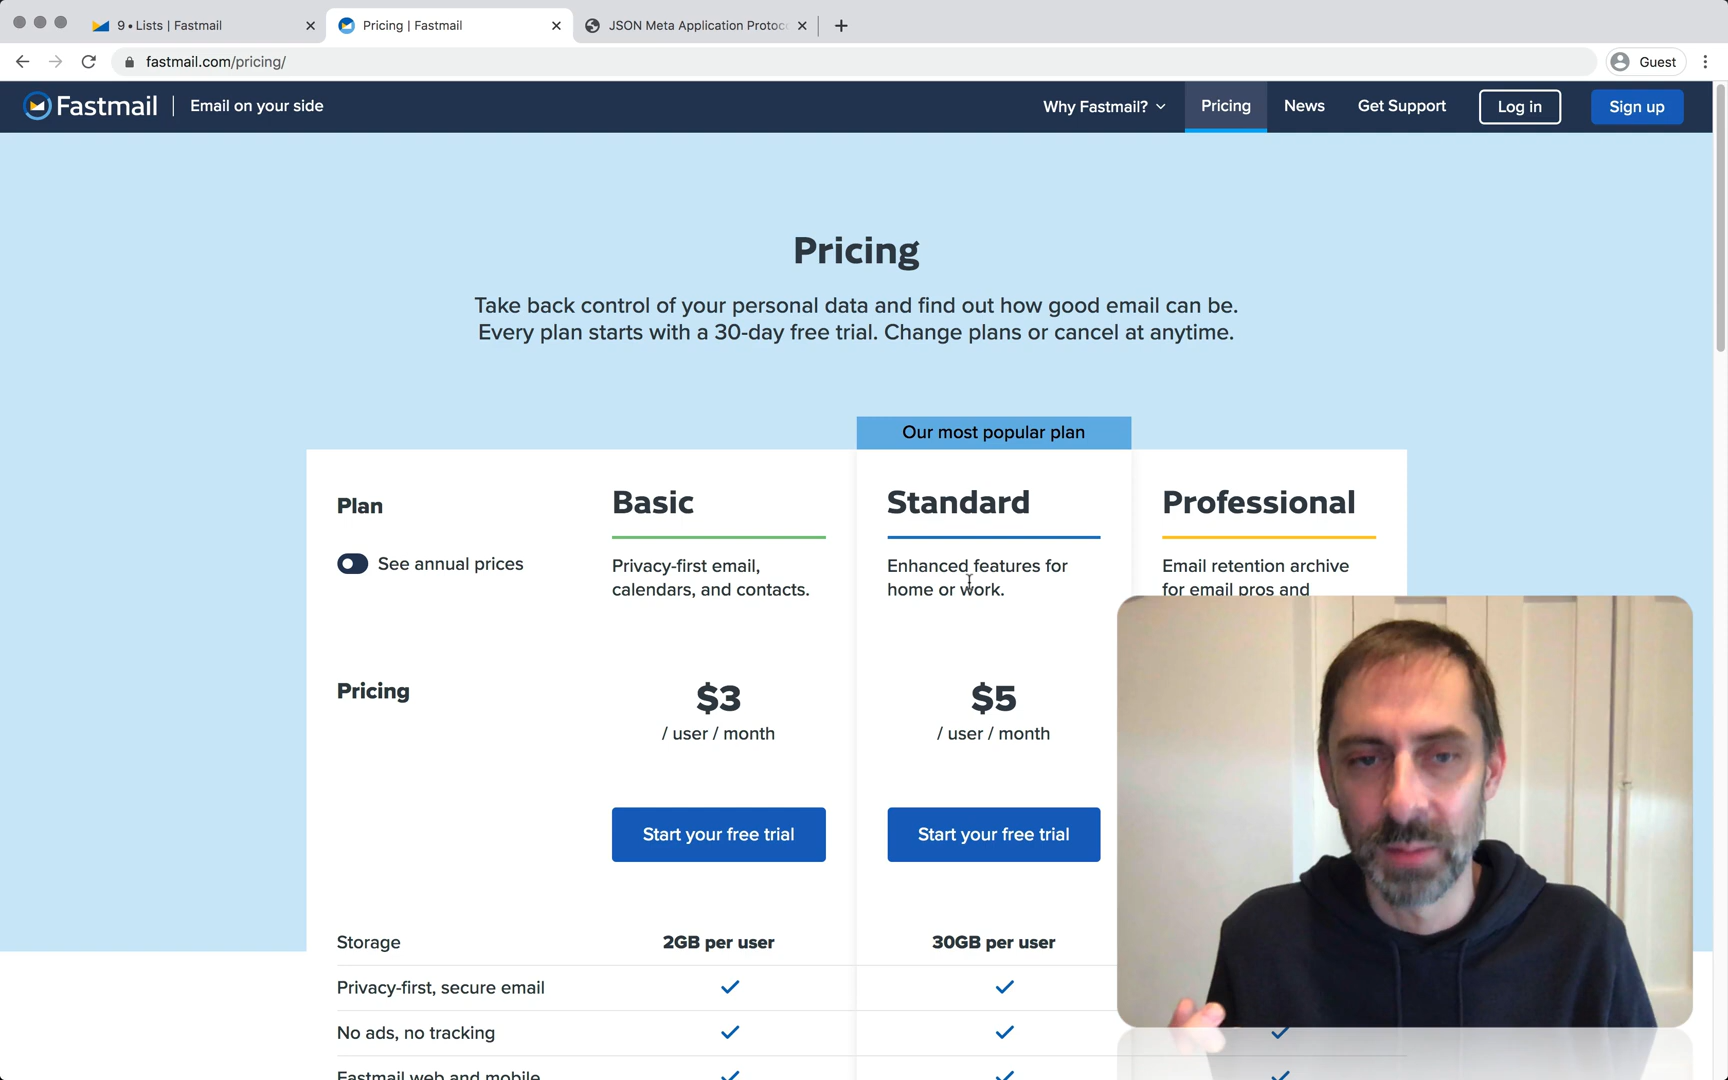 9 • Lists | Fastmail
Pricing | Fastmail
JSON Meta Application Protoc
fastmail.com/pricing/
Guest
Fastmail
Email on your side
Why Fastmail?
Pricing
News
Get Support
Log in
Sign up
Pricing
Take back control of your personal data and find out how good email can be.
Every plan starts with a 30-day free trial. Change plans or cancel at anytime.
Our most popular plan
Plan
See annual prices
Basic
Privacy-first email,
calendars, and contacts.
Standard
Enhanced features for
home or work.
Professional
Email retention archive
for email pros and
Pricing
$3
/ user / month
$5
/ user / month
Start your free trial
Start your free trial
Storage
2GB per user
30GB per user
Privacy-first, secure email
No ads, no tracking
Fastmail web and mobile